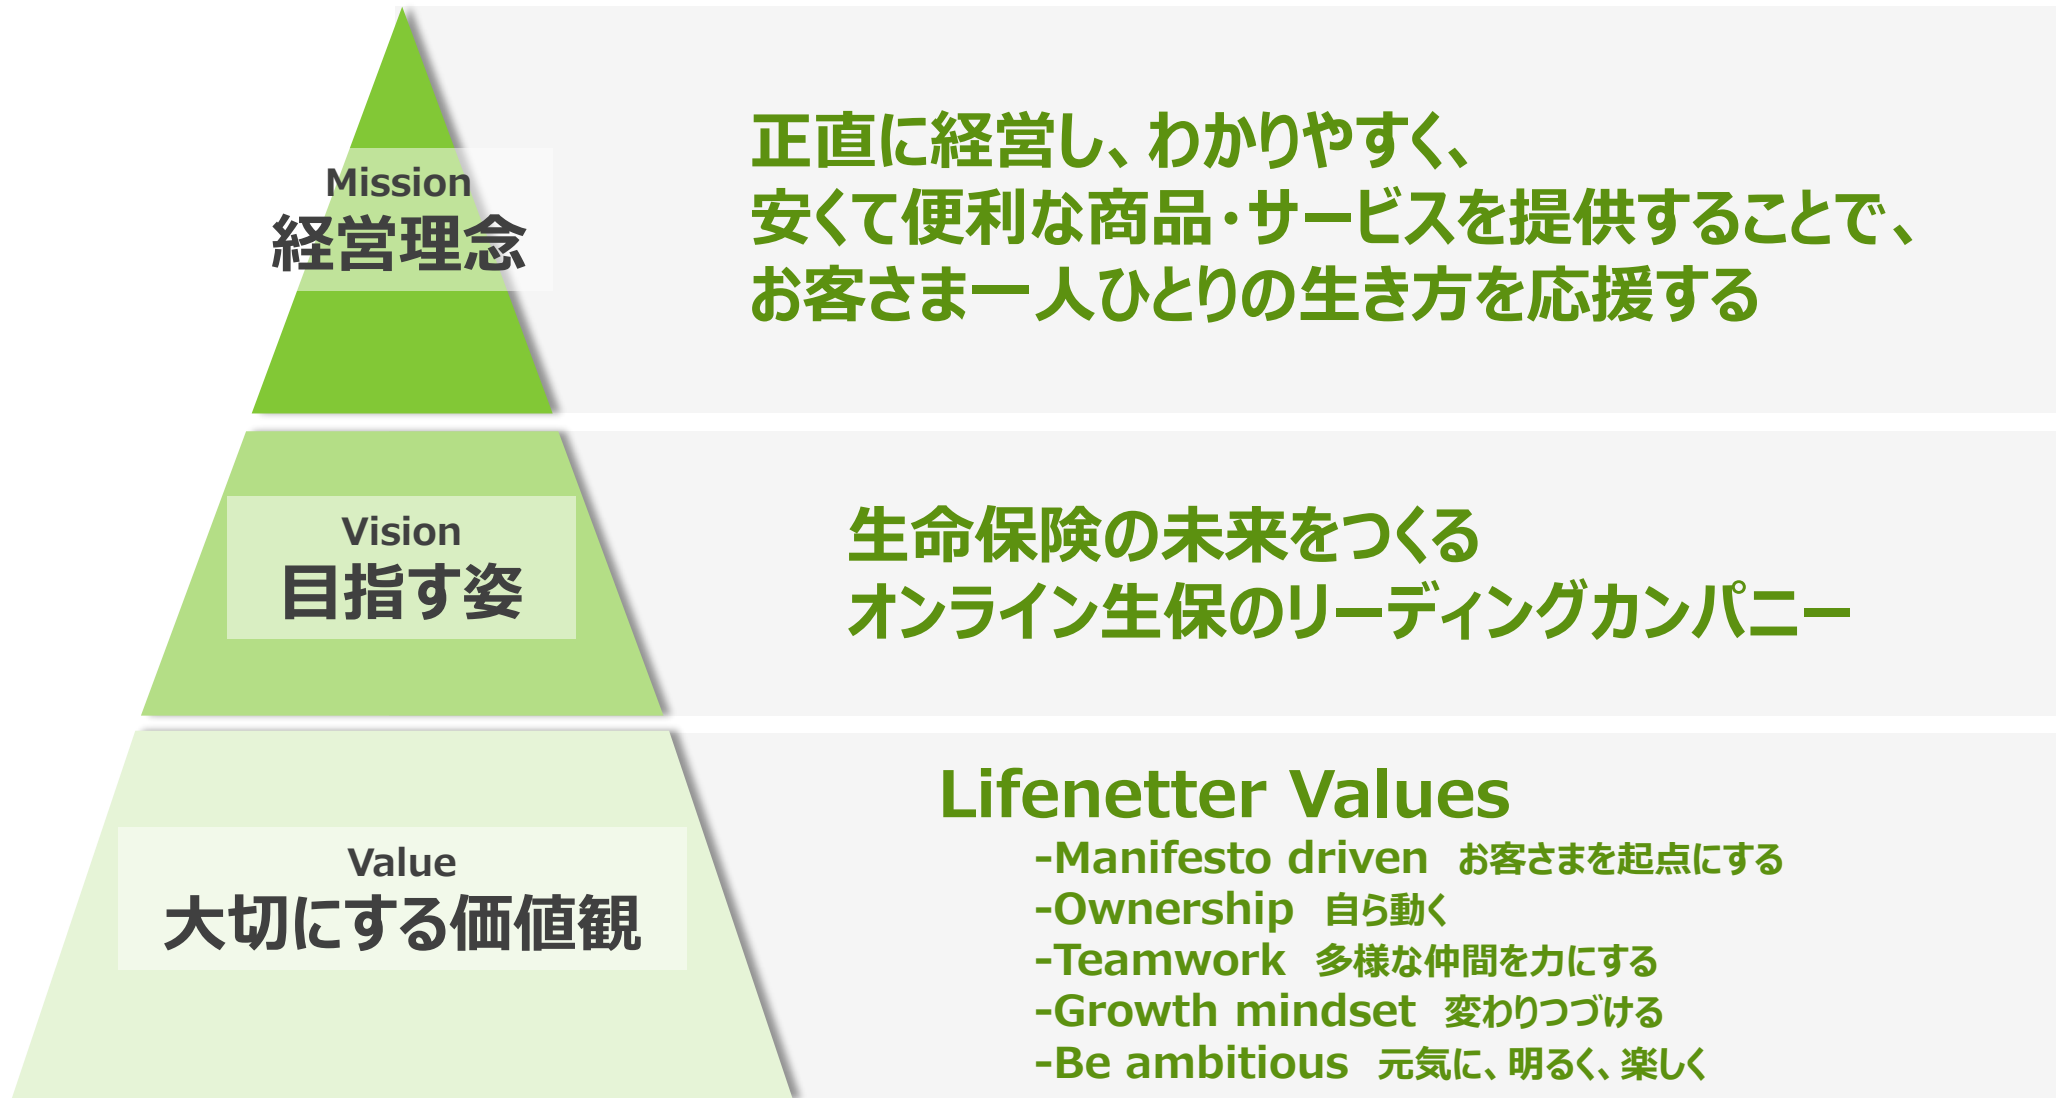 Mission
経営理念
正直に経営し、わかりやすく、
安くて便利な商品・サービスを提供することで、
お客さま一人ひとりの生き方を応援する
Vision
目指す姿
生命保険の未来をつくる
オンライン生保のリーディングカンパニー
Value
大切にする価値観
Lifenetter Values
-Manifesto driven お客さまを起点にする
-Ownership 自ら動く
-Teamwork 多様な仲間を力にする
-Growth mindset 変わりつづける
-Be ambitious 元気に、明るく、楽しく